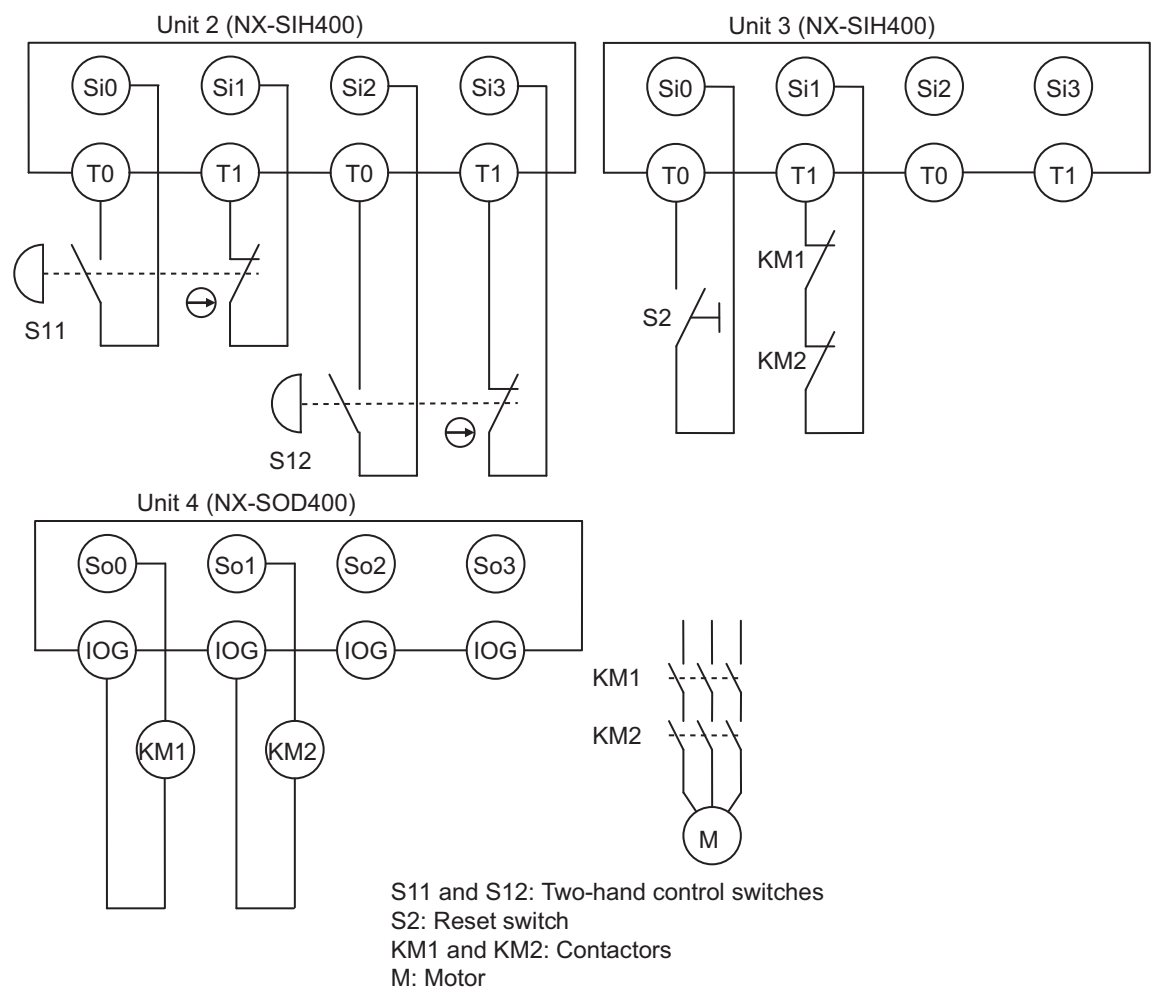 Unit 2 (NX-SIH400)
Unit 3 (NX-SIH400)
Si0 Si1 Si2 Si3
Si0 Si1 Si2 Si3
T0 T1 T0 T1
T0 T1 T0 T1
S11
KM1
S2
KM2
S12
Unit 4 (NX-SOD400)
So0 So1 So2 So3
IOG IOG IOG IOG
KM1 KM2
KM1
KM2
M
S11 and S12: Two-hand control switches
S2: Reset switch
KM1 and KM2: Contactors
M: Motor